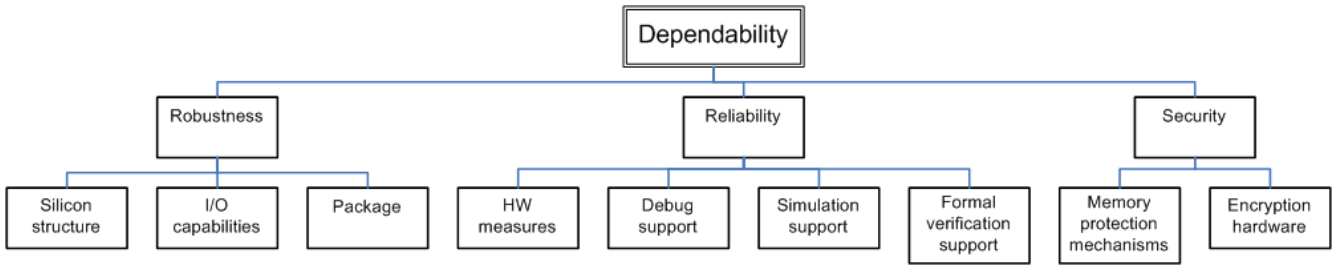 Dependability
Robustness
Reliability
Security
Silicon
structure
I/O
capabilities
Package
HW
measures
Debug
support
Simulation
support
Formal
verification
support
Memory
protection
mechanisms
Encryption
hardware